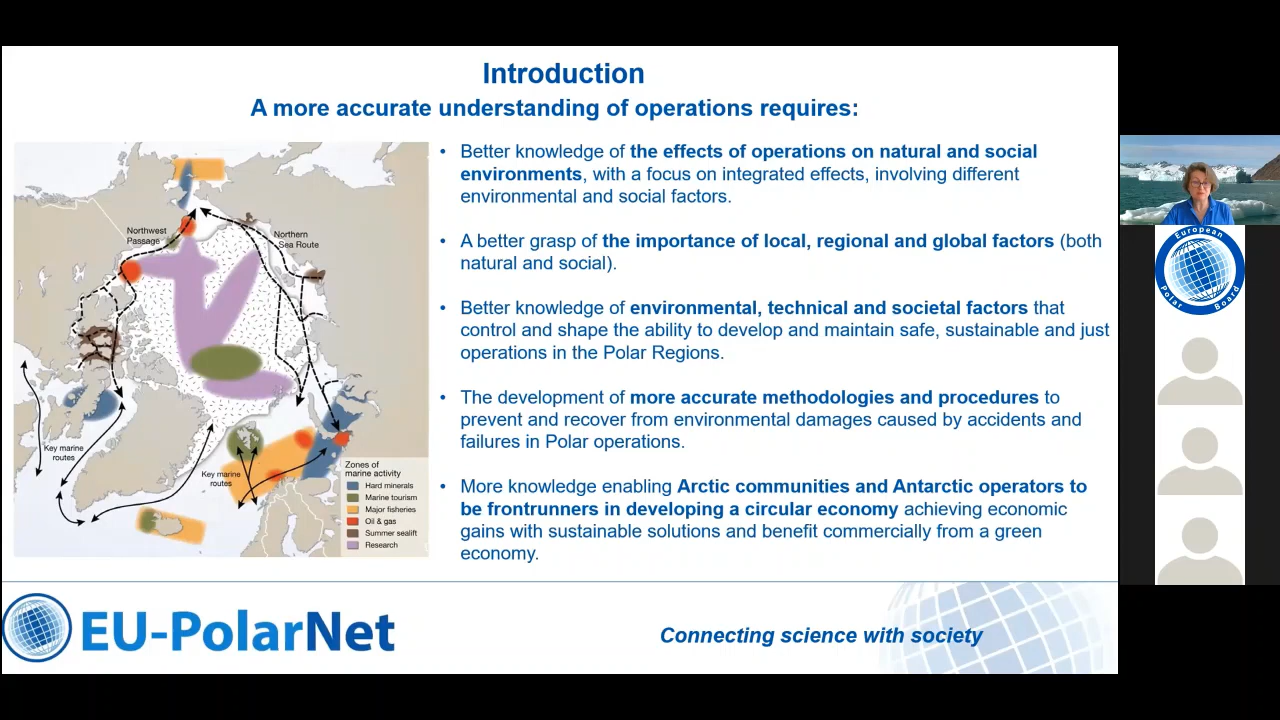 Introduction
A more accurate understanding of operations requires:
• Better knowledge of the effects of operations on natural and social
environments, with a focus on integrated effects, involving different
environmental and social factors.
• A better grasp of the importance of local, regional and global factors (both
natural and social).
• Better knowledge of environmental, technical and societal factors that
control and shape the ability to develop and maintain safe, sustainable and just
operations in the Polar Regions.
• The development of more accurate methodologies and procedures to
prevent and recover from environmental damages caused by accidents and
failures in Polar operations.
• More knowledge enabling Arctic communities and Antarctic operators to
be frontrunners in developing a circular economy achieving economic
gains with sustainable solutions and benefit commercially from a green
economy.
Northwest
Passage
Northern
Sea Route
Key marine
routes
Key marine
routes
Zones of
marine activity
Hard minerals
Marine tourism
Major fisheries
Oil & gas
Summer sealift
Research
EU-PolarNet
Connecting science with society
European
Polar Board